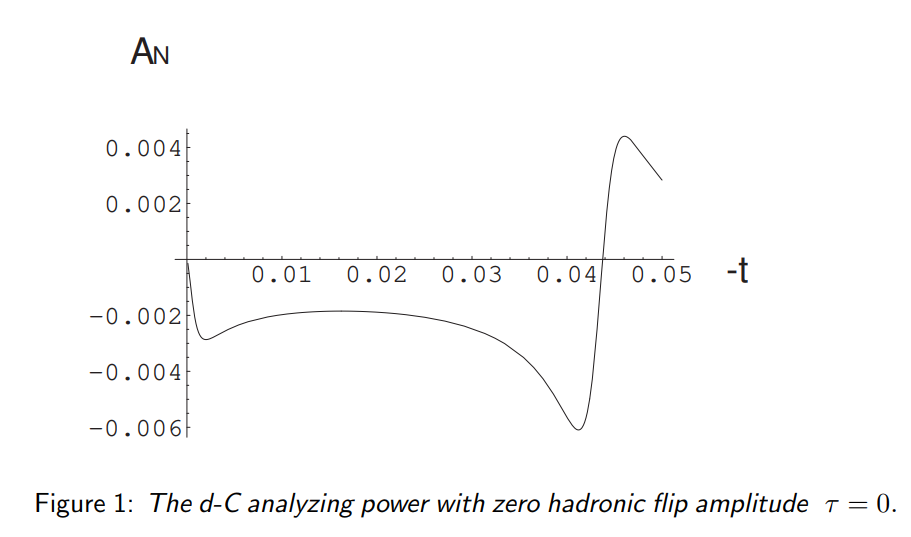 AN
0.004
0.002
0.01 0.02 0.03 0.04 0.05 -t
−0.002
−0.004
−0.006
Figure 1: The d-C analyzing power with zero hadronic flip amplitude τ = 0.